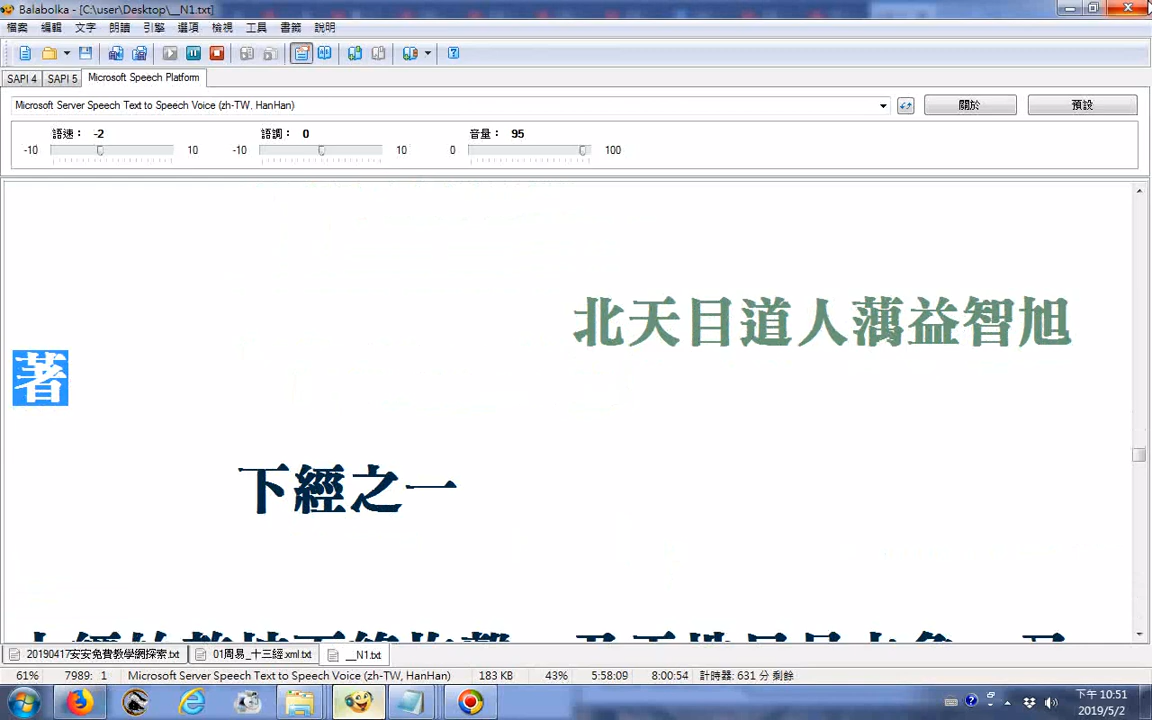 Balabolka - [C:\user\Desktop\__N1.txt]
檔案 編輯 文字 朗讀 引擎 選項 檢視 工具 書籤 說明
SAPI 4 SAPI 5 Microsoft Speech Platform
Microsoft Server Speech Text to Speech Voice (zh-TW, HanHan) 關於 預設
語速： -2 語調： 0 音量： 95
-10 10 -10 10 0 100
北天目道人蕅益智旭
著
下經之一
20190417安安免費教學網探索.txt 01周易_十三經.xml.txt __N1.txt
61% 7989: 1 Microsoft Server Speech Text to Speech Voice (zh-TW, HanHan) 183 KB 43% 5:58:09 8:00:54 計時器: 631 分 剩餘
下午 10:51
2019/5/2